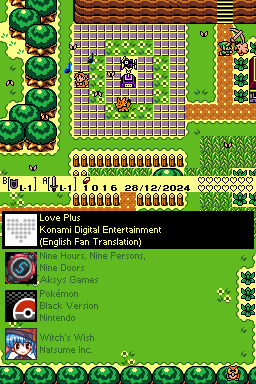 B L-1 A L-1 1016 28/12/2024
Love Plus
Konami Digital Entertainment
(English Fan Translation)
Nine Hours, Nine Persons,
Nine Doors
Aksys Games
Pokémon
Black Version
Nintendo
Witch's Wish
Natsume Inc.